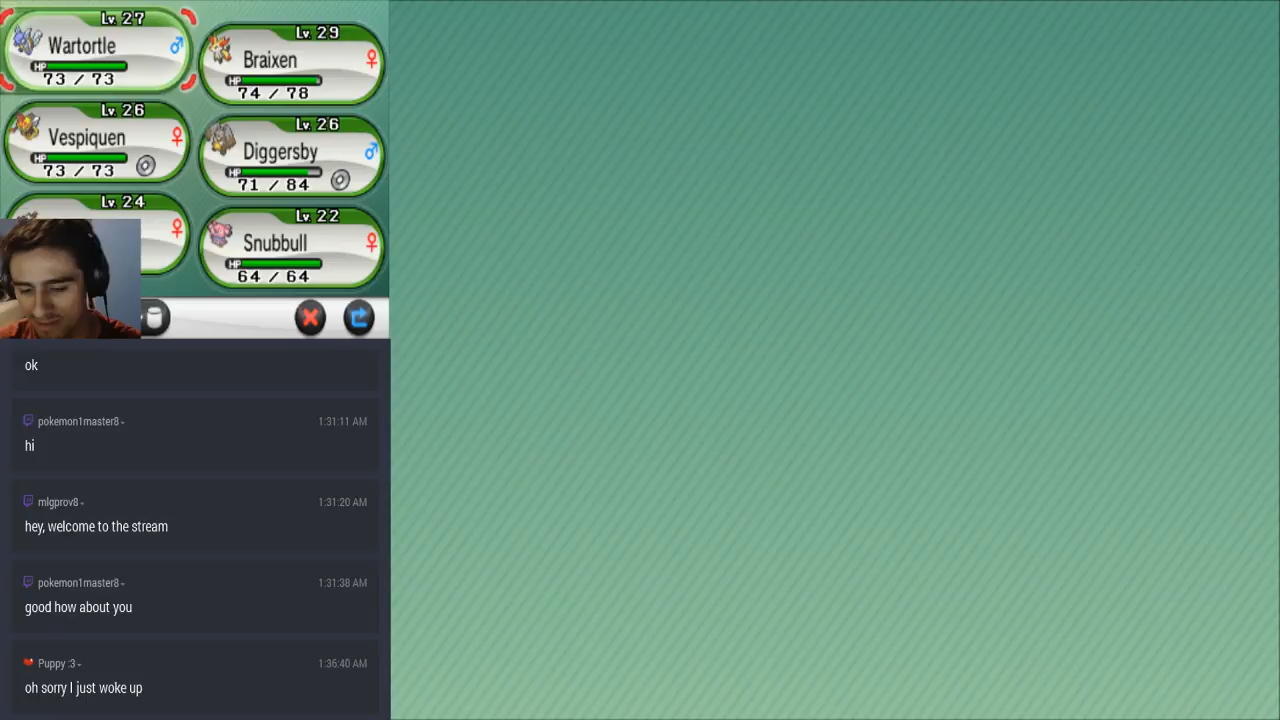 Lv. 27
Wartortle
HP
73 / 73
Lv. 29
Braixen
HP
74 / 78
Lv. 26
Vespiquen
HP
73 / 73
Lv. 26
Diggersby
HP
71 / 84
Lv. 24
Lv. 22
Snubbull
HP
64 / 64
ok
pokemon1master8 1:31:11 AM
hi
mlgprov8 1:31:20 AM
hey, welcome to the stream
pokemon1master8 1:31:38 AM
good how about you
Puppy :3 1:36:40 AM
oh sorry I just woke up